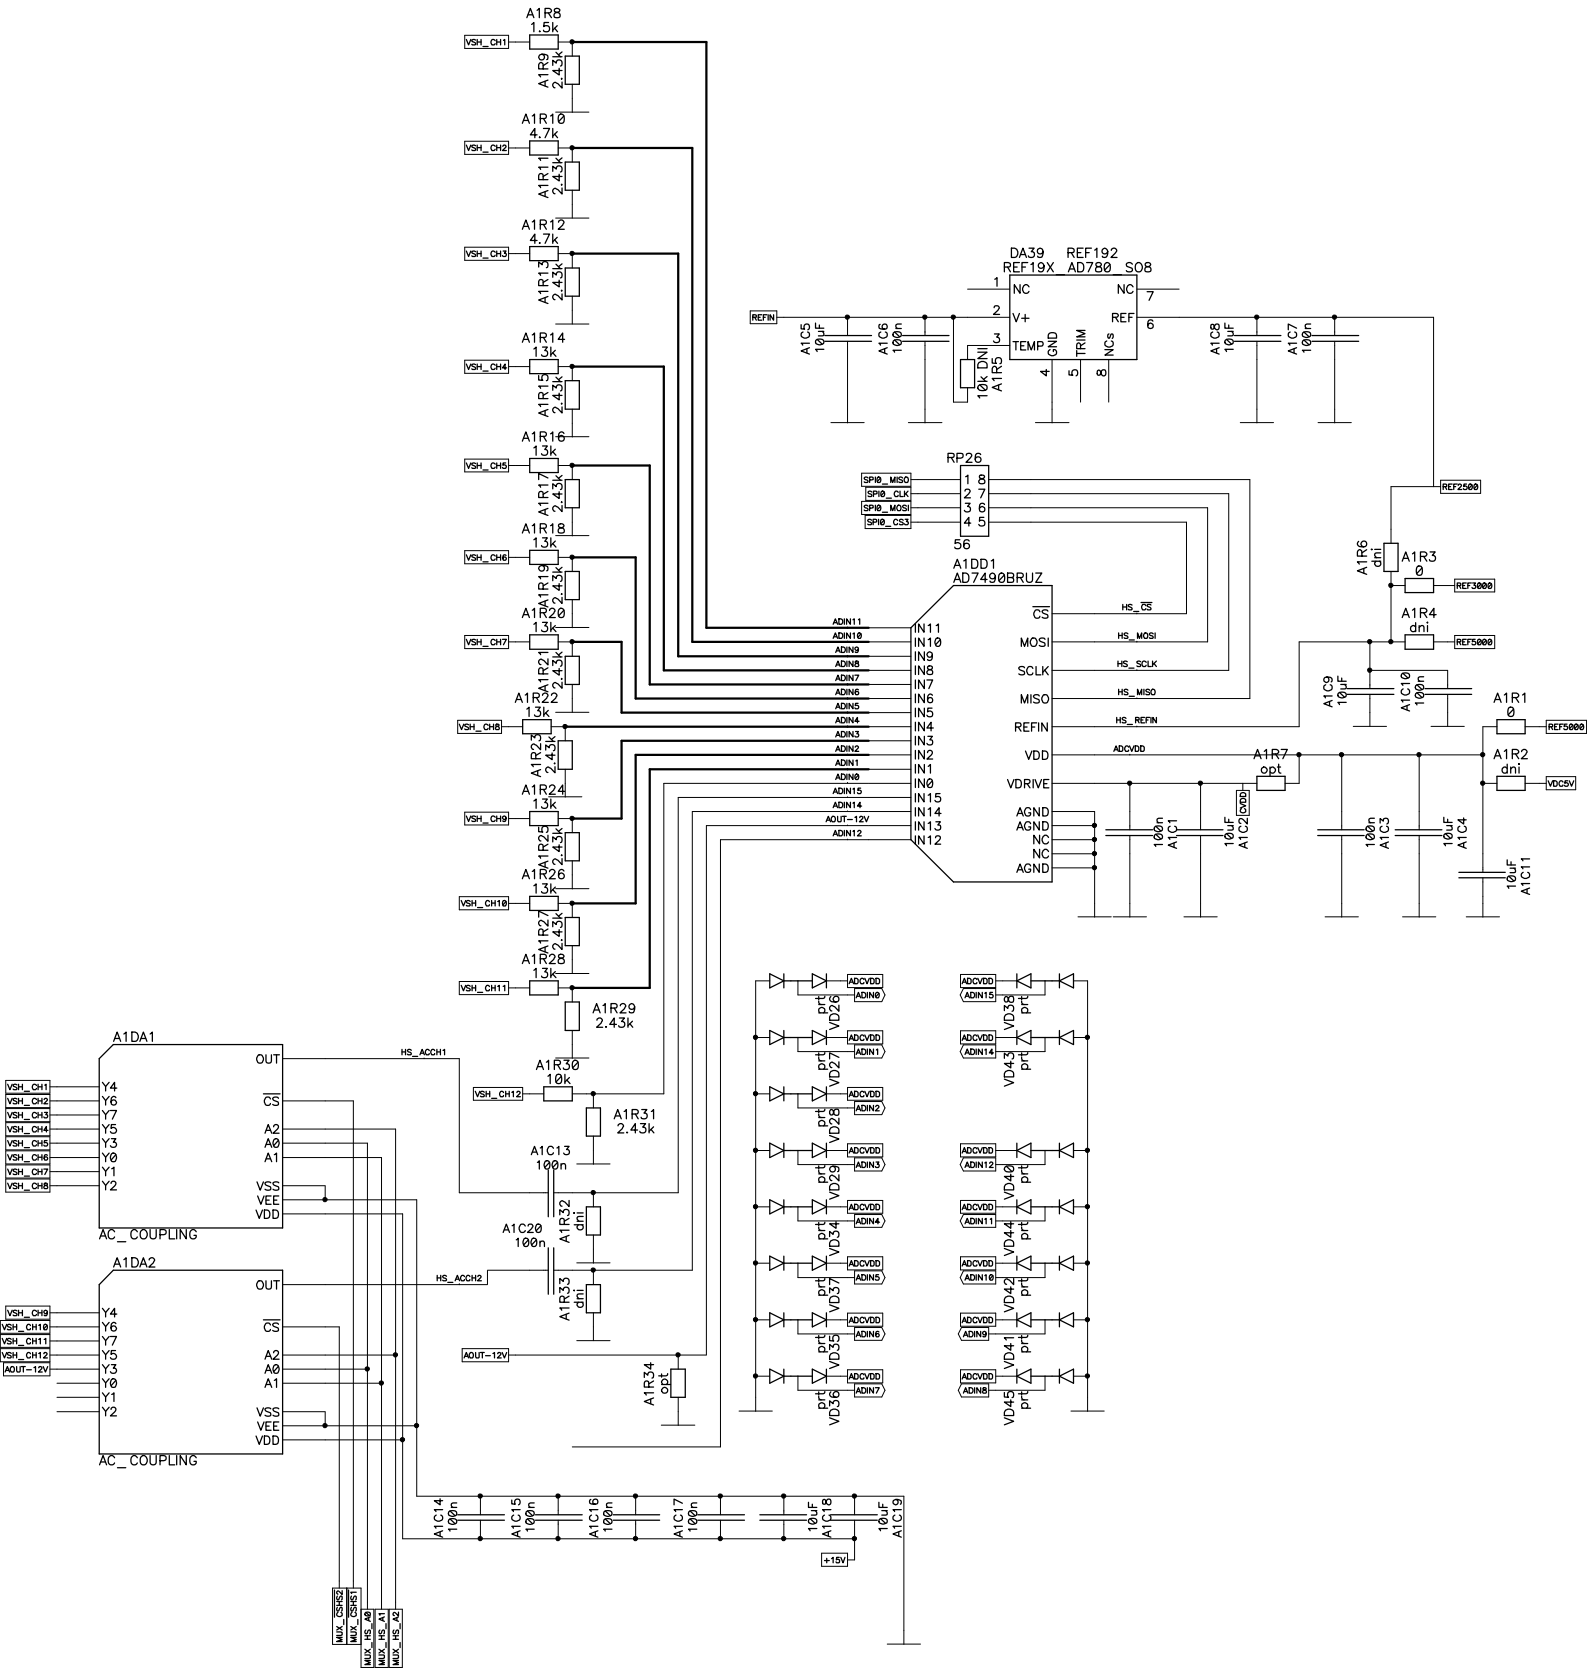 A1R8
1.5k
VSH_CH1
A1R9
2.43k
A1R10
4.7k
VSH_CH2
A1R11
2.43k
A1R12
4.7k
VSH_CH3
A1R13
2.43k
A1R14
13k
VSH_CH4
A1R15
2.43k
A1R16
13k
VSH_CH5
A1R17
2.43k
A1R18
13k
VSH_CH6
A1R19
2.43k
A1R20
13k
VSH_CH7
A1R21
2.43k
A1R22
13k
VSH_CH8
A1R23
2.43k
A1R24
13k
VSH_CH9
A1R25
2.43k
A1R26
13k
VSH_CH10
A1R27
2.43k
A1R28
13k
VSH_CH11
A1R29
2.43k
A1R30
10k
VSH_CH12
A1R31
2.43k
DA39 REF192
REF19X_AD780_SO8
1 NC
NC 7
2 V+
REF 6
3 TEMP
GND
TRIM
NCs
4
5
8
REFIN
A1C5
10uF
A1C6
100n
10k DNI
A1R5
A1C8
10uF
A1C7
100n
REF2500
RP26
SPI0_MISO 1 8
SPI0_CLK 2 7
SPI0_MOSI 3 6
SPI0_CS3 4 5
56
A1R6
dni
A1R3
0
REF3000
A1R4
dni
REF5000
A1C9
10uF
A1C10
100n
A1R1
0
REF5000
A1R2
dni
VDC5V
A1DD1
AD7490BRUZ
ADIN11 IN11
ADIN10 IN10
ADIN9 IN9
ADIN8 IN8
ADIN7 IN7
ADIN6 IN6
ADIN5 IN5
ADIN4 IN4
ADIN3 IN3
ADIN2 IN2
ADIN1 IN1
ADIN0 IN0
ADIN15 IN15
ADIN14 IN14
AOUT-12V IN13
ADIN12 IN12
CS HS_CS
MOSI HS_MOSI
SCLK HS_SCLK
MISO HS_MISO
REFIN HS_REFIN
VDD ADCVDD
VDRIVE
AGND
AGND
NC
NC
AGND
A1R7
opt
CVDD
100n
A1C1
10uF
A1C2
100n
A1C3
10uF
A1C4
10uF
A1C11
ADCVDD
ADIN0
prt
VD26
ADCVDD
ADIN1
prt
VD27
ADCVDD
ADIN2
prt
VD28
ADCVDD
ADIN3
prt
VD29
ADCVDD
ADIN4
prt
VD34
ADCVDD
ADIN5
prt
VD37
ADCVDD
ADIN6
prt
VD35
ADCVDD
ADIN7
prt
VD36
ADCVDD
ADIN15
VD38
prt
ADCVDD
ADIN14
VD43
prt
ADCVDD
ADIN12
VD40
prt
ADCVDD
ADIN11
VD44
prt
ADCVDD
ADIN10
VD42
prt
ADCVDD
ADIN9
VD41
prt
ADCVDD
ADIN8
VD45
prt
A1DA1
OUT HS_ACCH1
VSH_CH1 Y4
VSH_CH2 Y6
VSH_CH3 Y7
VSH_CH4 Y5
VSH_CH5 Y3
VSH_CH6 Y0
VSH_CH7 Y1
VSH_CH8 Y2
CS
A2
A0
A1
VSS
VEE
VDD
AC_COUPLING
A1C13
100n
A1R32
dni
A1C20
100n
A1R33
dni
A1DA2
OUT HS_ACCH2
VSH_CH9 Y4
VSH_CH10 Y6
VSH_CH11 Y7
VSH_CH12 Y5
AOUT-12V Y3
Y0
Y1
Y2
CS
A2
A0
A1
VSS
VEE
VDD
AC_COUPLING
AOUT-12V
A1R34
opt
A1C14
100n
A1C15
100n
A1C16
100n
A1C17
100n
10uF
A1C18
10uF
A1C19
+15V
MUX_CSHS2
MUX_CSHS1
MUX_HS_A0
MUX_HS_A1
MUX_HS_A2